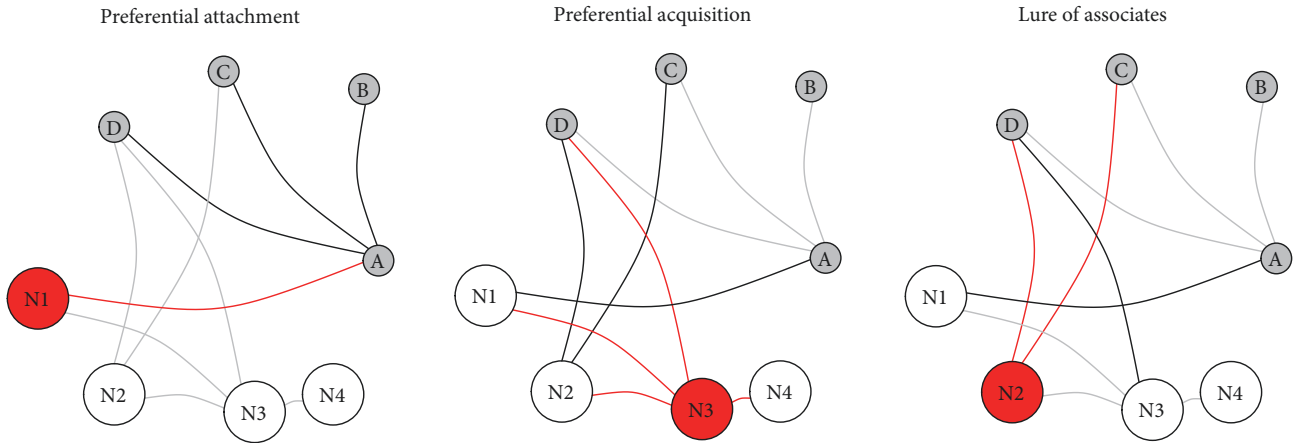 Preferential attachment
C
B
D
A
N1
N2
N3
N4
Preferential acquisition
C
B
D
A
N1
N2
N3
N4
Lure of associates
C
B
D
A
N1
N2
N3
N4